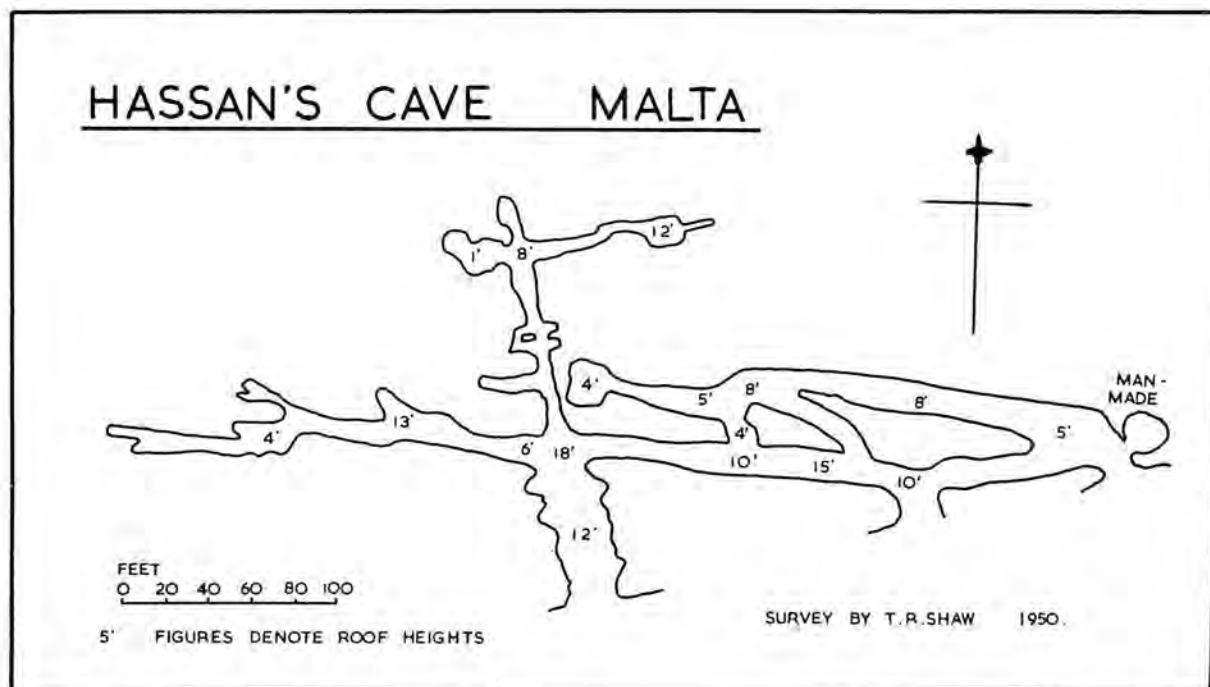 HASSAN'S CAVE MALTA
12'
1'
8'
MAN-
MADE
4'
5'
8'
8'
13'
4'
4'
5'
6'
18'
10'
15'
10'
12'
FEET
0 20 40 60 80 100
SURVEY BY T.R.SHAW 1950.
5' FIGURES DENOTE ROOF HEIGHTS